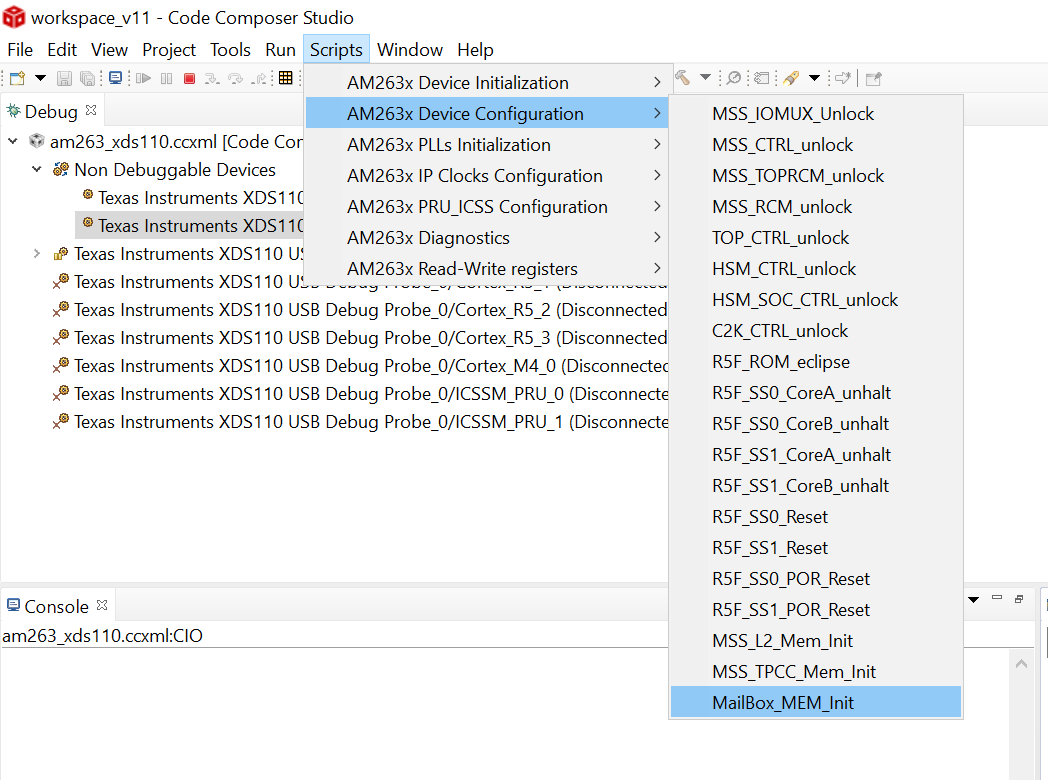 workspace_v11 - Code Composer Studio
File Edit View Project Tools Run Scripts Window Help
AM263x Device Initialization
AM263x Device Configuration
AM263x PLLs Initialization
AM263x IP Clocks Configuration
AM263x PRU_ICSS Configuration
AM263x Diagnostics
AM263x Read-Write registers
MSS_IOMUX_Unlock
MSS_CTRL_unlock
MSS_TOPRCM_unlock
MSS_RCM_unlock
TOP_CTRL_unlock
HSM_CTRL_unlock
HSM_SOC_CTRL_unlock
C2K_CTRL_unlock
R5F_ROM_eclipse
R5F_SS0_CoreA_unhalt
R5F_SS0_CoreB_unhalt
R5F_SS1_CoreA_unhalt
R5F_SS1_CoreB_unhalt
R5F_SS0_Reset
R5F_SS1_Reset
R5F_SS0_POR_Reset
R5F_SS1_POR_Reset
MSS_L2_Mem_Init
MSS_TPCC_Mem_Init
MailBox_MEM_Init
Debug
am263_xds110.ccxml [Code Cor
Non Debuggable Devices
Texas Instruments XDS110
Texas Instruments XDS110
Texas Instruments XDS110 US
Texas Instruments XDS110 USB Debug Probe_0/Cortex_R5_1 (Disconnected
Texas Instruments XDS110 USB Debug Probe_0/Cortex_R5_2 (Disconnected
Texas Instruments XDS110 USB Debug Probe_0/Cortex_R5_3 (Disconnected
Texas Instruments XDS110 USB Debug Probe_0/Cortex_M4_0 (Disconnected
Texas Instruments XDS110 USB Debug Probe_0/ICSSM_PRU_0 (Disconnecte
Texas Instruments XDS110 USB Debug Probe_0/ICSSM_PRU_1 (Disconnecte
Console
am263_xds110.ccxml:CIO